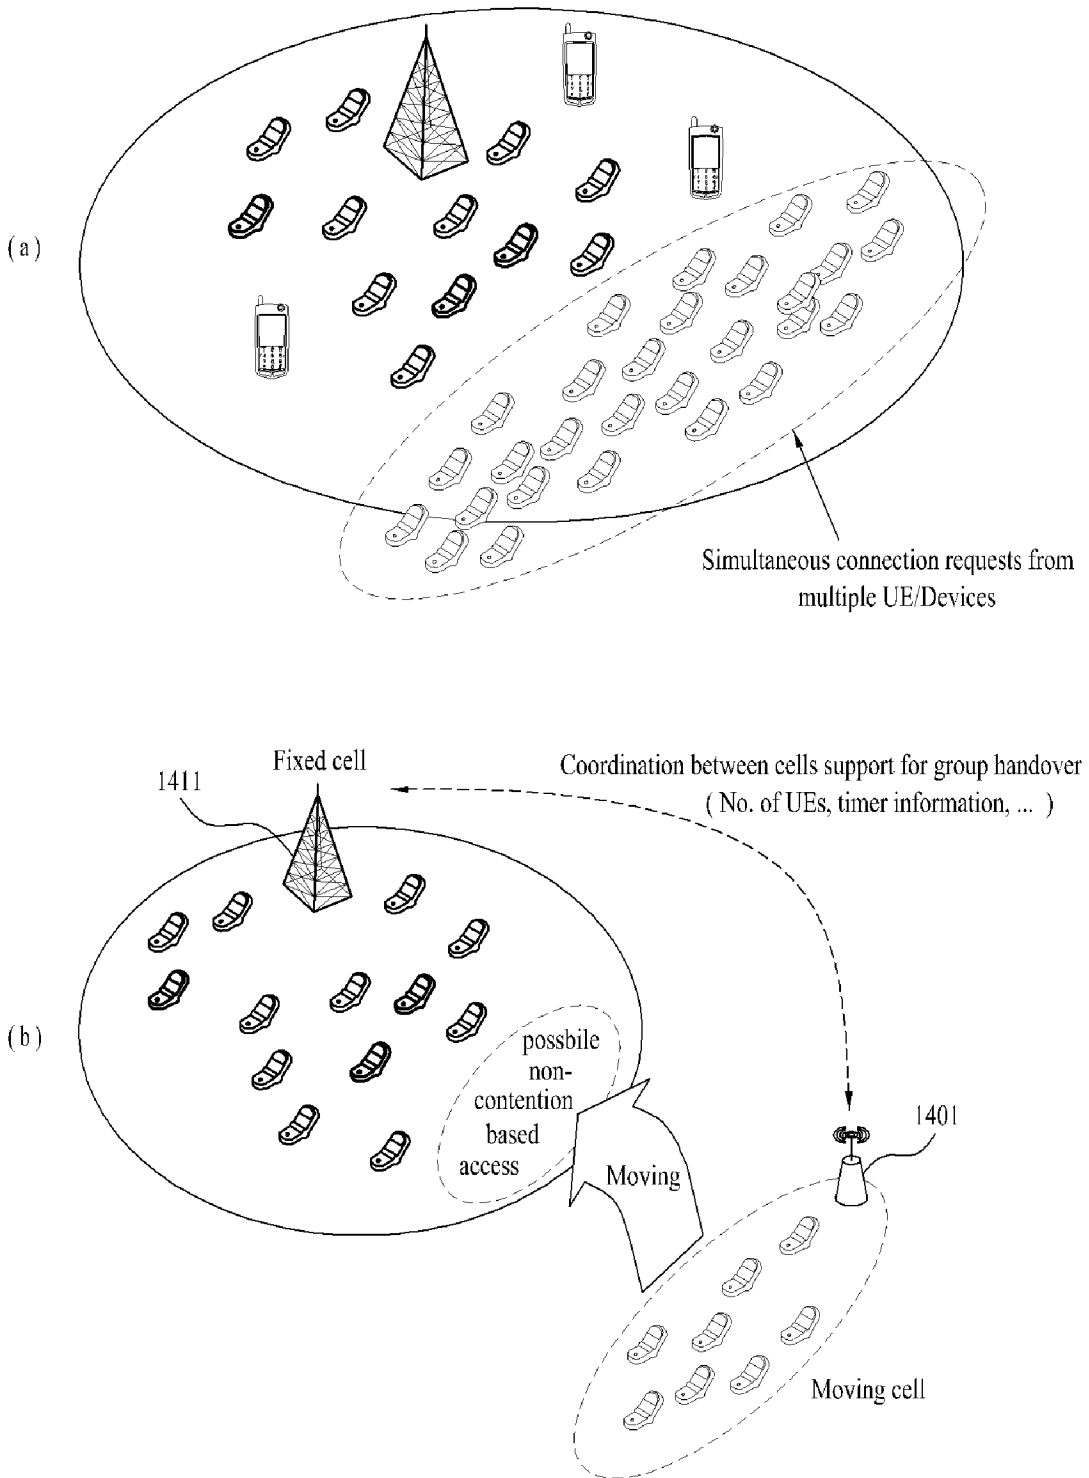 ( a )
Simultaneous connection requests from
multiple UE/Devices
Fixed cell
1411
Coordination between cells support for group handover
( No. of UEs, timer information, ... )
( b )
possbile
non-
contention
based
access
Moving
1401
Moving cell